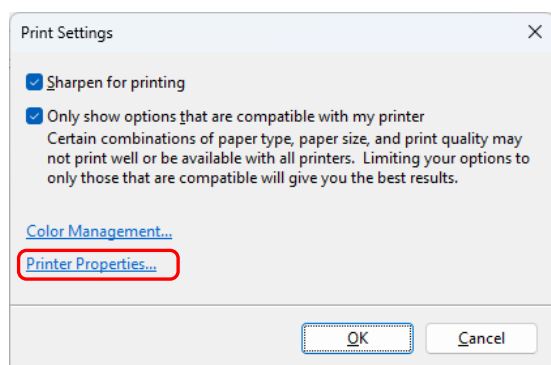 Print Settings
Sharpen for printing
Only show options that are compatible with my printer
Certain combinations of paper type, paper size, and print quality may
not print well or be available with all printers. Limiting your options to
only those that are compatible will give you the best results.
Color Management...
Printer Properties...
OK
Cancel